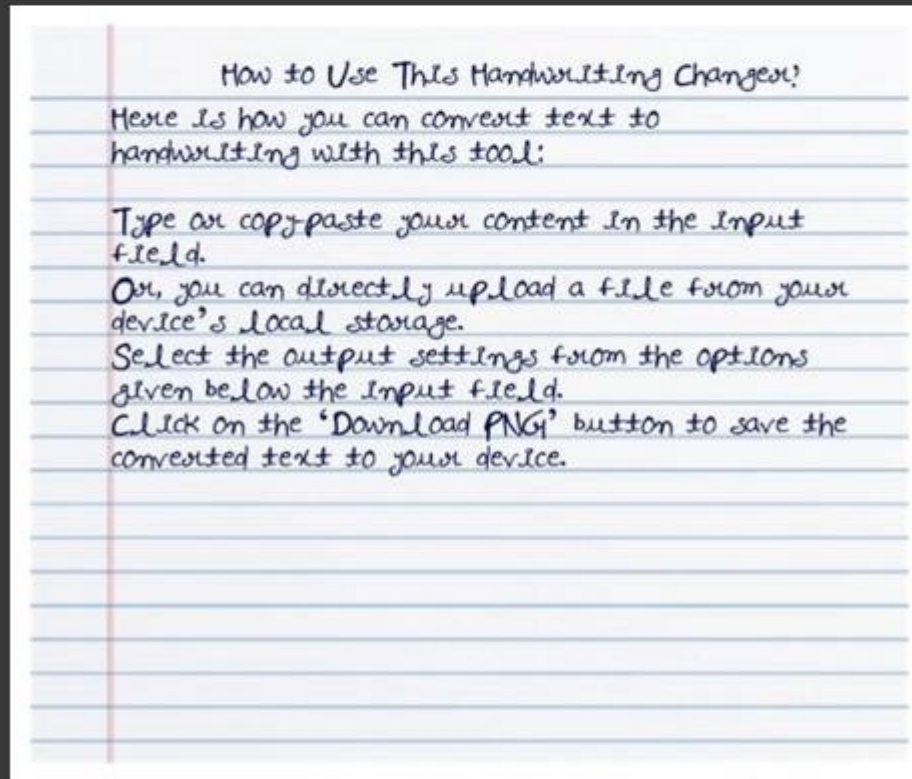 How to Use This Handwriting Changer?
Here is how you can convert text to
handwriting with this tool:
Type or copy-paste your content in the input
field.
Or, you can directly upload a file from your
device's local storage.
Select the output settings from the options
given below the input field.
Click on the ‘Download PNG’ button to save the
converted text to your device.